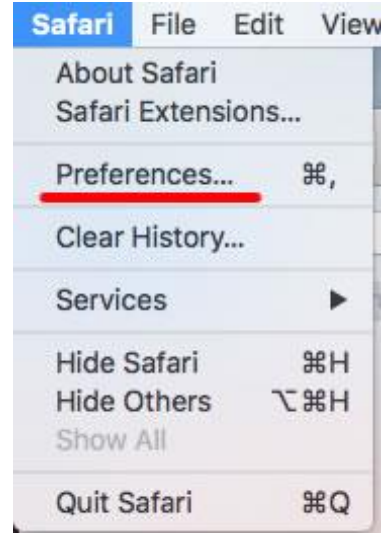 Safari File Edit View
About Safari
Safari Extensions...
Preferences... ⌘,
Clear History...
Services ▶
Hide Safari ⌘H
Hide Others ⌥⌘H
Show All
Quit Safari ⌘Q